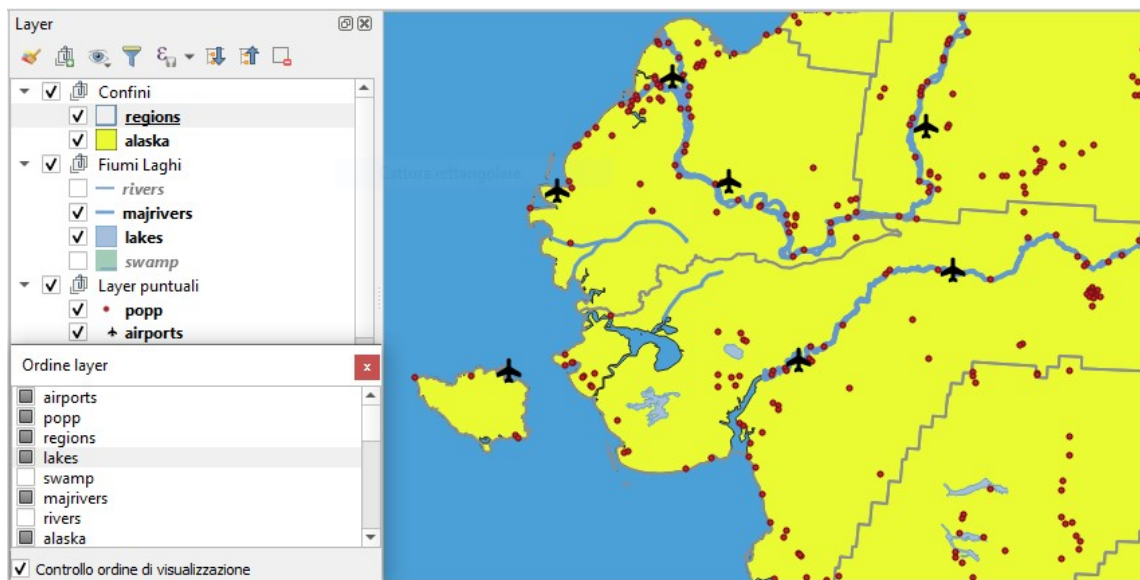 Layer
Confini
regions
alaska
Fiumi Laghi
rivers
majrivers
lakes
swamp
Layer puntuali
popp
airports
Ordine layer
airports
popp
regions
lakes
swamp
majrivers
rivers
alaska
Controllo ordine di visualizzazione
rettangolare